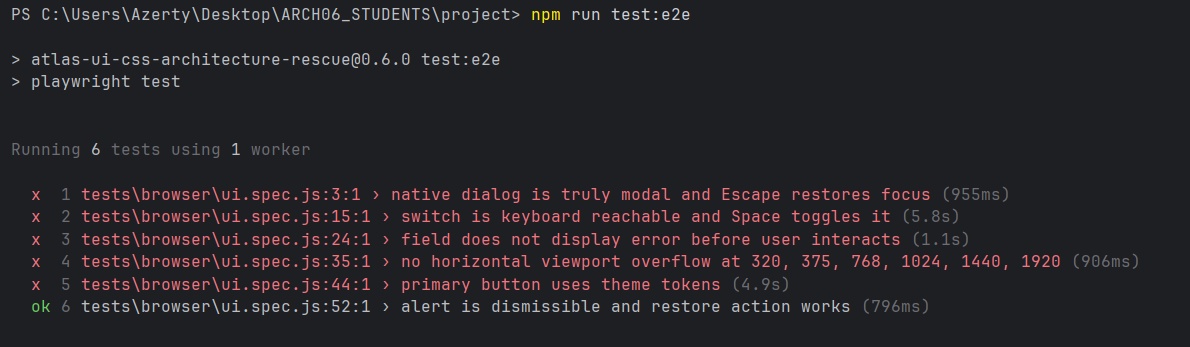 PS C:\Users\Azerty\Desktop\ARCH06_STUDENTS\project> npm run test:e2e
> atlas-ui-css-architecture-rescue@0.6.0 test:e2e
> playwright test
Running 6 tests using 1 worker
x 1 tests\browser\ui.spec.js:3:1 › native dialog is truly modal and Escape restores focus (955ms)
x 2 tests\browser\ui.spec.js:15:1 › switch is keyboard reachable and Space toggles it (5.8s)
x 3 tests\browser\ui.spec.js:24:1 › field does not display error before user interacts (1.1s)
x 4 tests\browser\ui.spec.js:35:1 › no horizontal viewport overflow at 320, 375, 768, 1024, 1440, 1920 (906ms)
x 5 tests\browser\ui.spec.js:44:1 › primary button uses theme tokens (4.9s)
ok 6 tests\browser\ui.spec.js:52:1 › alert is dismissible and restore action works (796ms)